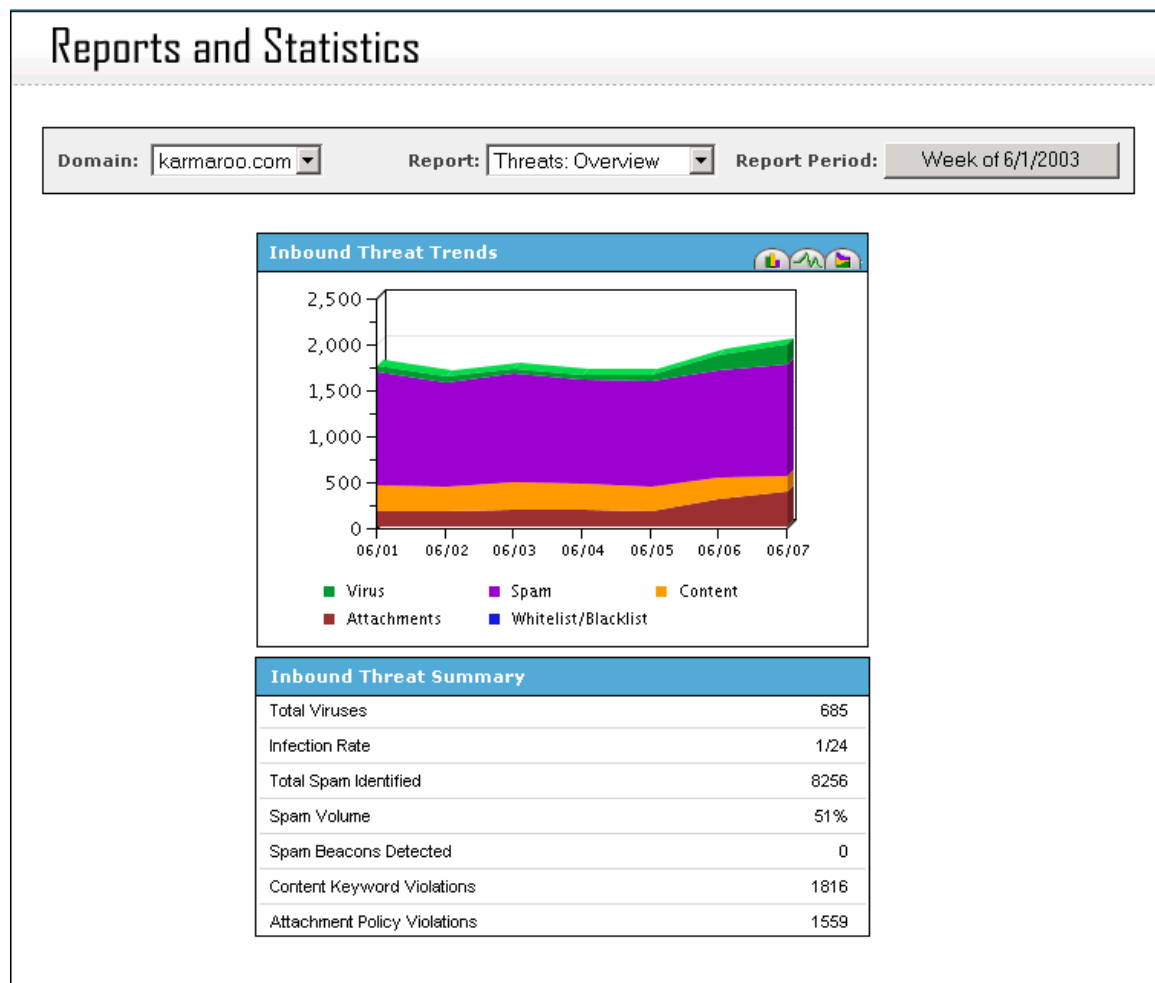 Reports and Statistics
Domain: karmaroo.com Report: Threats: Overview Report Period: Week of 6/1/2003
Inbound Threat Trends
2,500
2,000
1,500
1,000
500
0
06/01 06/02 06/03 06/04 06/05 06/06 06/07
Virus Spam Content
Attachments Whitelist/Blacklist
Inbound Threat Summary
Total Viruses 685
Infection Rate 1/24
Total Spam Identified 8256
Spam Volume 51%
Spam Beacons Detected 0
Content Keyword Violations 1816
Attachment Policy Violations 1559